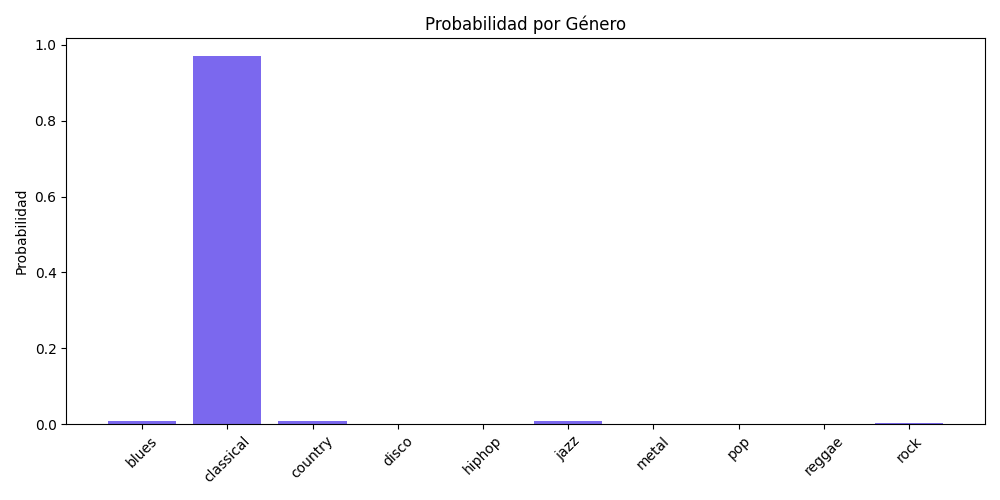 Probabilidad por Género
Probabilidad
1.0
0.8
0.6
0.4
0.2
0.0
blues
classical
country
disco
hiphop
jazz
metal
pop
reggae
rock